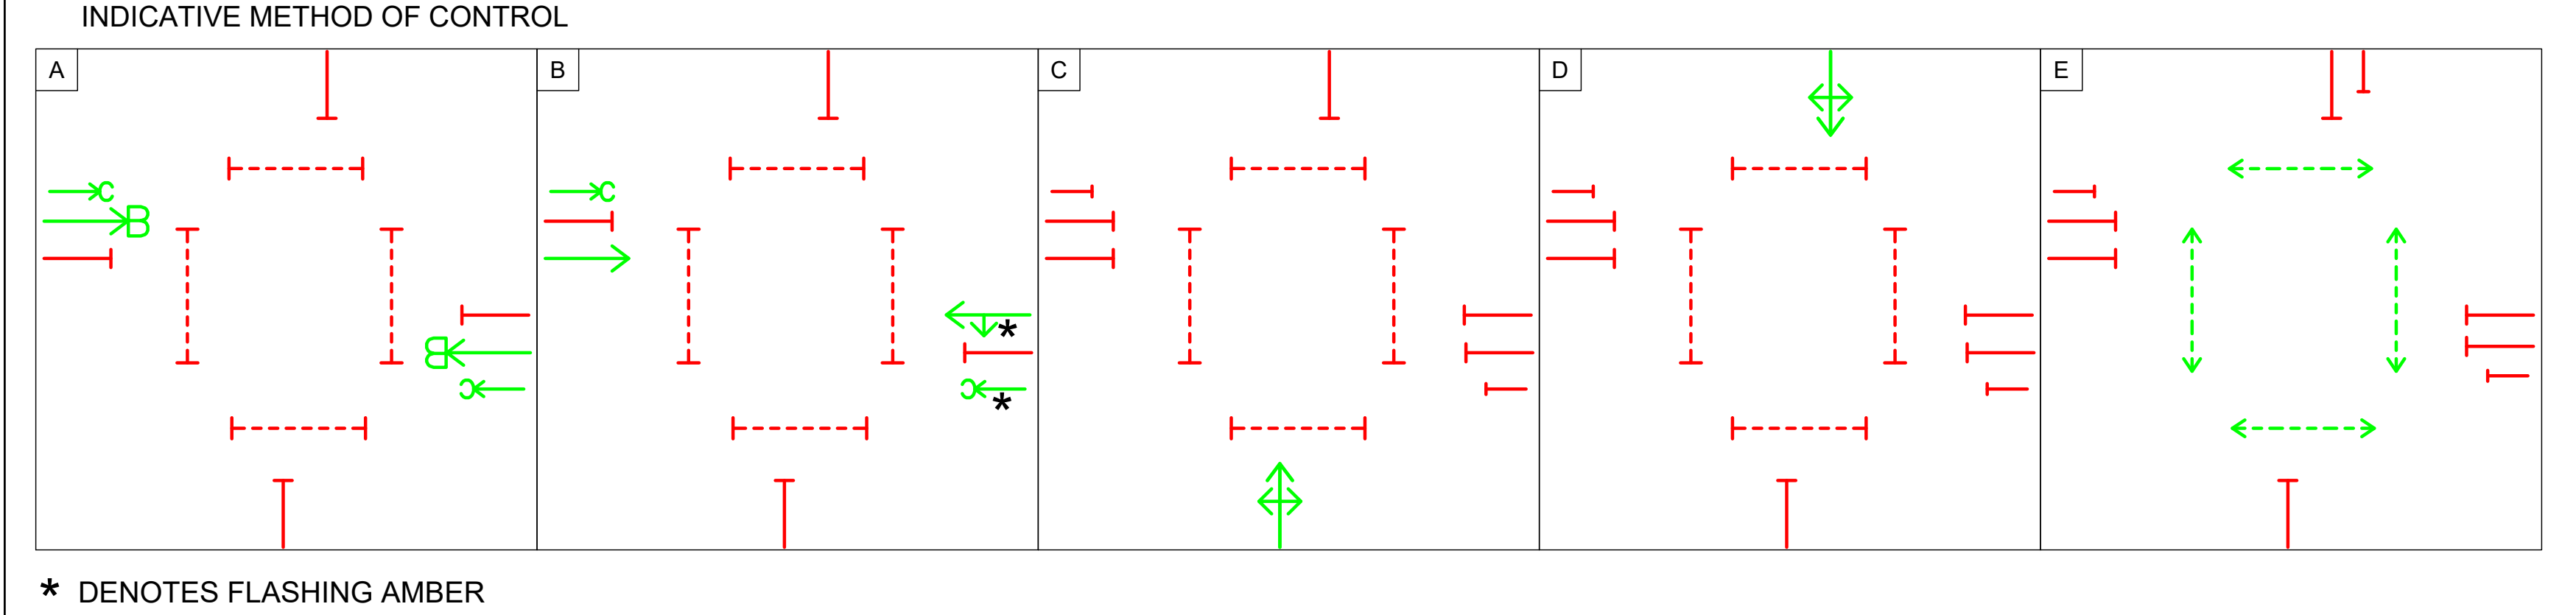 INDICATIVE METHOD OF CONTROL
A B C D E
C C
B
B
* *
C C C
* DENOTES FLASHING AMBER